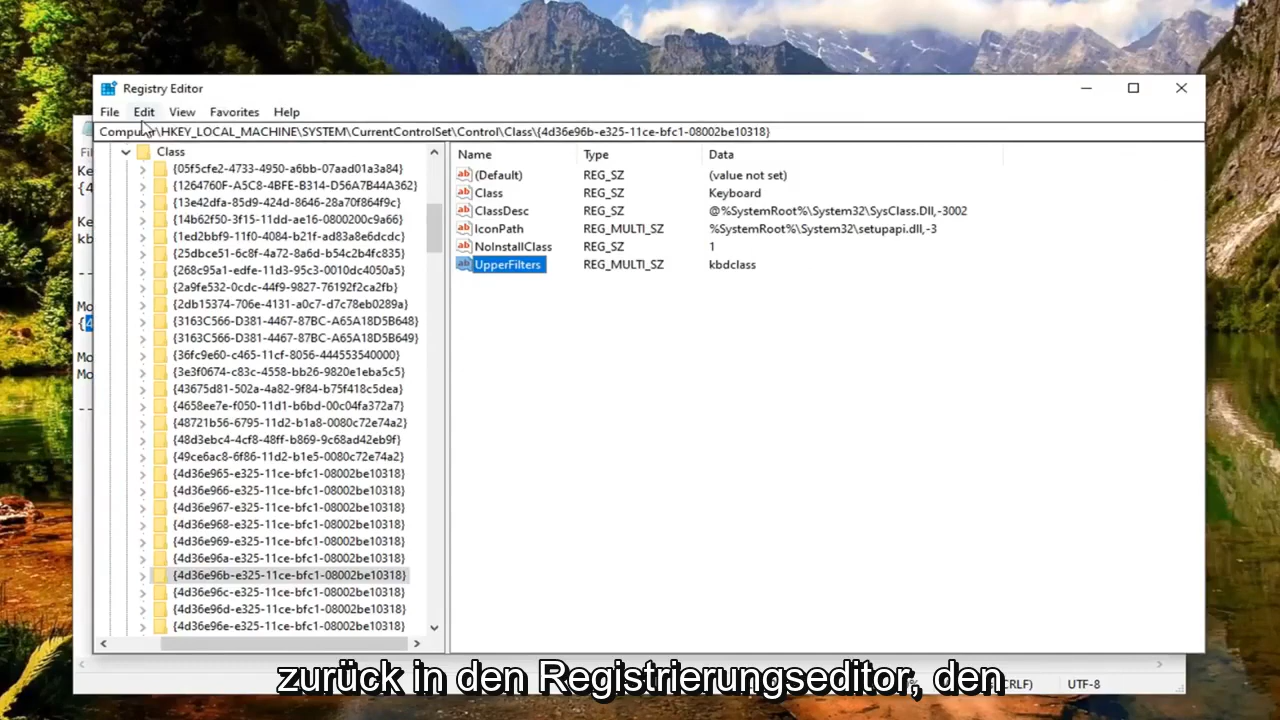 Registry Editor
File Edit View Favorites Help
Computer\HKEY_LOCAL_MACHINE\SYSTEM\CurrentControlSet\Control\Class\{4d36e96b-e325-11ce-bfc1-08002be10318}
Class
{05f5cfe2-4733-4950-a6bb-07aad01a3a84}
{1264760F-A5C8-4BFE-B314-D56A7B44A362}
{13e42dfa-85d9-424d-8646-28a70f864f9c}
{14b62f50-3f15-11dd-ae16-0800200c9a66}
{1ed2bbf9-11f0-4084-b21f-ad83a8e6dcdc}
{25dbce51-6c8f-4a72-8a6d-b54c2b4fc835}
{268c95a1-edfe-11d3-95c3-0010dc4050a5}
{2a9fe532-0cdc-44f9-9827-76192f2ca2fb}
{2db15374-706e-4131-a0c7-d7c78eb0289a}
{3163C566-D381-4467-87BC-A65A18D5B648}
{3163C566-D381-4467-87BC-A65A18D5B649}
{36fc9e60-c465-11cf-8056-444553540000}
{3e3f0674-c83c-4558-bb26-9820e1eba5c5}
{43675d81-502a-4a82-9f84-b75f418c5dea}
{4658ee7e-f050-11d1-b6bd-00c04fa372a7}
{48721b56-6795-11d2-b1a8-0080c72e74a2}
{48d3ebc4-4cf8-48ff-b869-9c68ad42eb9f}
{49ce6ac8-6f86-11d2-b1e5-0080c72e74a2}
{4d36e965-e325-11ce-bfc1-08002be10318}
{4d36e966-e325-11ce-bfc1-08002be10318}
{4d36e967-e325-11ce-bfc1-08002be10318}
{4d36e968-e325-11ce-bfc1-08002be10318}
{4d36e969-e325-11ce-bfc1-08002be10318}
{4d36e96a-e325-11ce-bfc1-08002be10318}
{4d36e96b-e325-11ce-bfc1-08002be10318}
{4d36e96c-e325-11ce-bfc1-08002be10318}
{4d36e96d-e325-11ce-bfc1-08002be10318}
{4d36e96e-e325-11ce-bfc1-08002be10318}
Name Type Data
(Default) REG_SZ (value not set)
Class REG_SZ Keyboard
ClassDesc REG_SZ @%SystemRoot%\System32\SysClass.Dll,-3002
IconPath REG_MULTI_SZ %SystemRoot%\System32\setupapi.dll,-3
NoInstallClass REG_SZ 1
UpperFilters REG_MULTI_SZ kbdclass
UTF-8
zurück in den Registrierungseditor, den